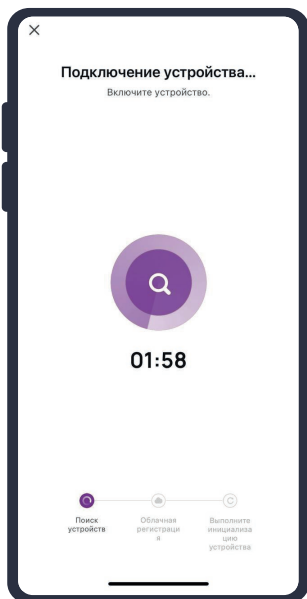 Подключение устройства...
Включите устройство.
01:58
Поиск
устройств
Облачная
регистраци
я
Выполните
инициализа
цию
устройства